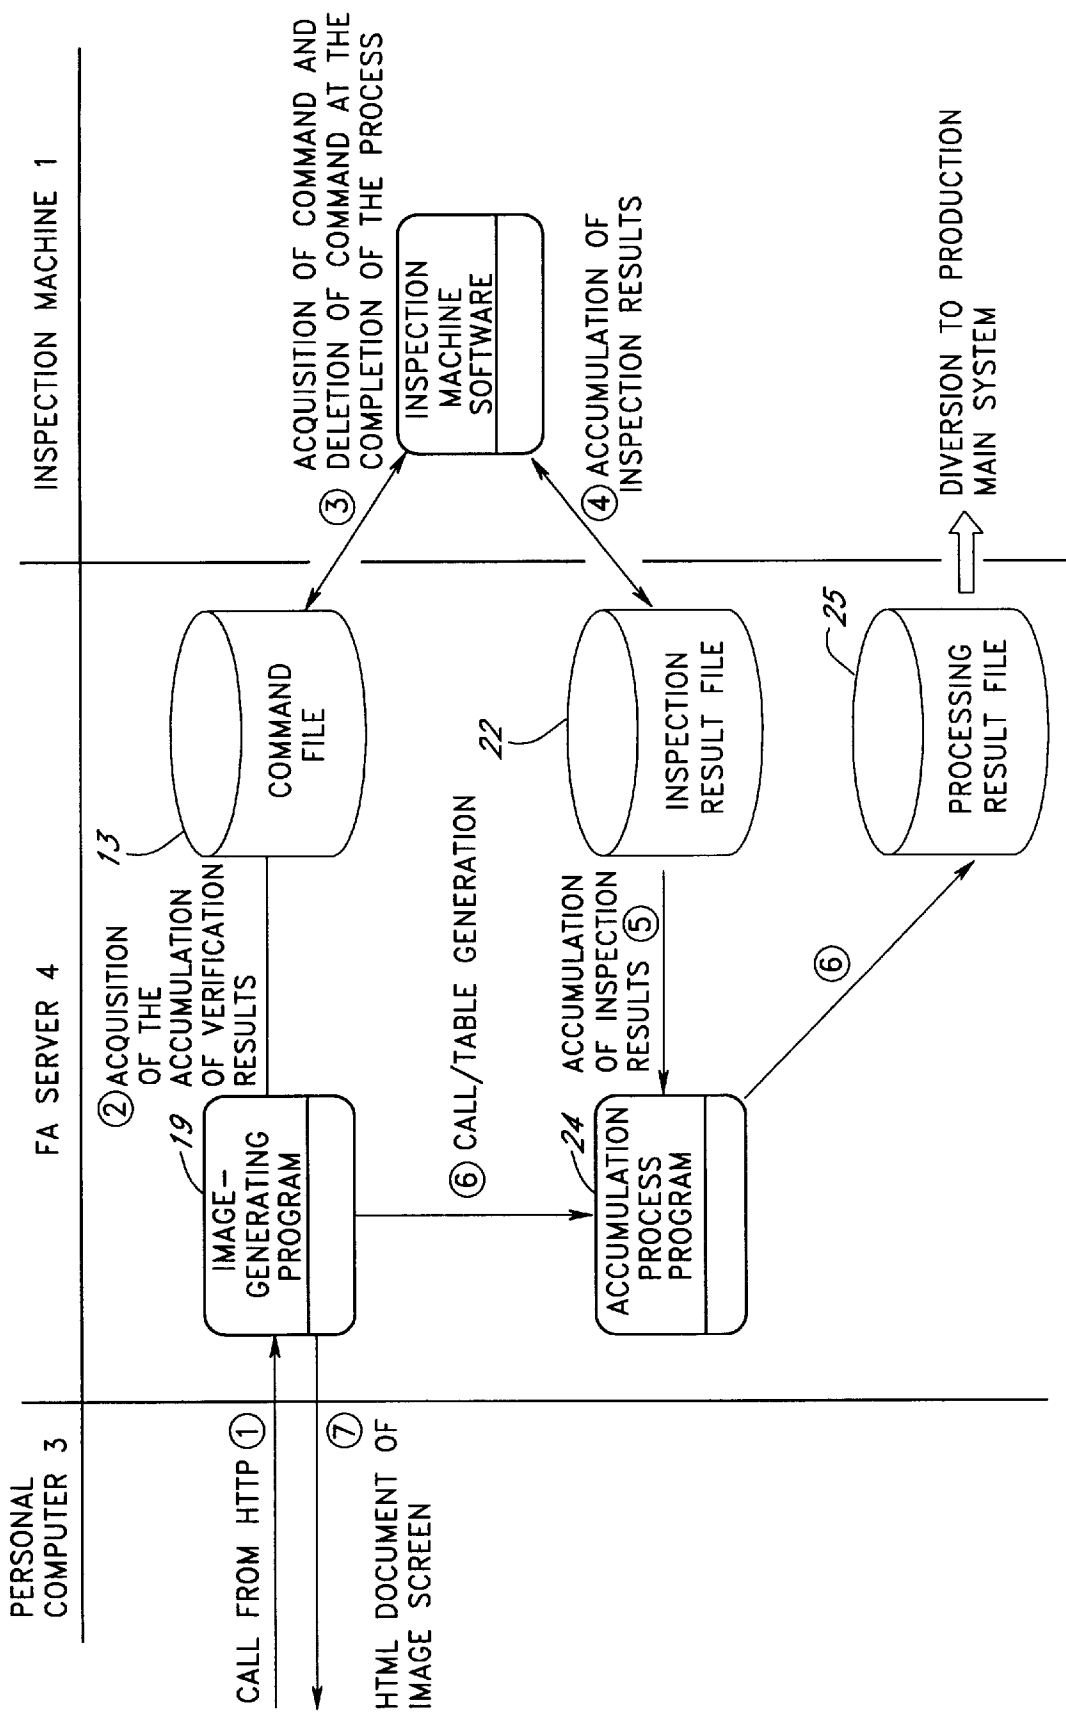 PERSONAL
COMPUTER 3
FA SERVER 4
INSPECTION MACHINE 1
CALL FROM HTTP ①
⑦
HTML DOCUMENT OF
IMAGE SCREEN
② ACQUISITION
OF THE
ACCUMULATION
OF VERIFICATION
RESULTS
19
IMAGE-
GENERATING
PROGRAM
13
COMMAND
FILE
③
ACQUISITION OF COMMAND AND
DELETION OF COMMAND AT THE
COMPLETION OF THE PROCESS
INSPECTION
MACHINE
SOFTWARE
⑥ CALL/TABLE GENERATION
22
INSPECTION
RESULT FILE
④ ACCUMULATION OF
INSPECTION RESULTS
ACCUMULATION
OF INSPECTION
RESULTS ⑤
24
ACCUMULATION
PROCESS
PROGRAM
⑥
25
PROCESSING
RESULT FILE
DIVERSION TO PRODUCTION
MAIN SYSTEM